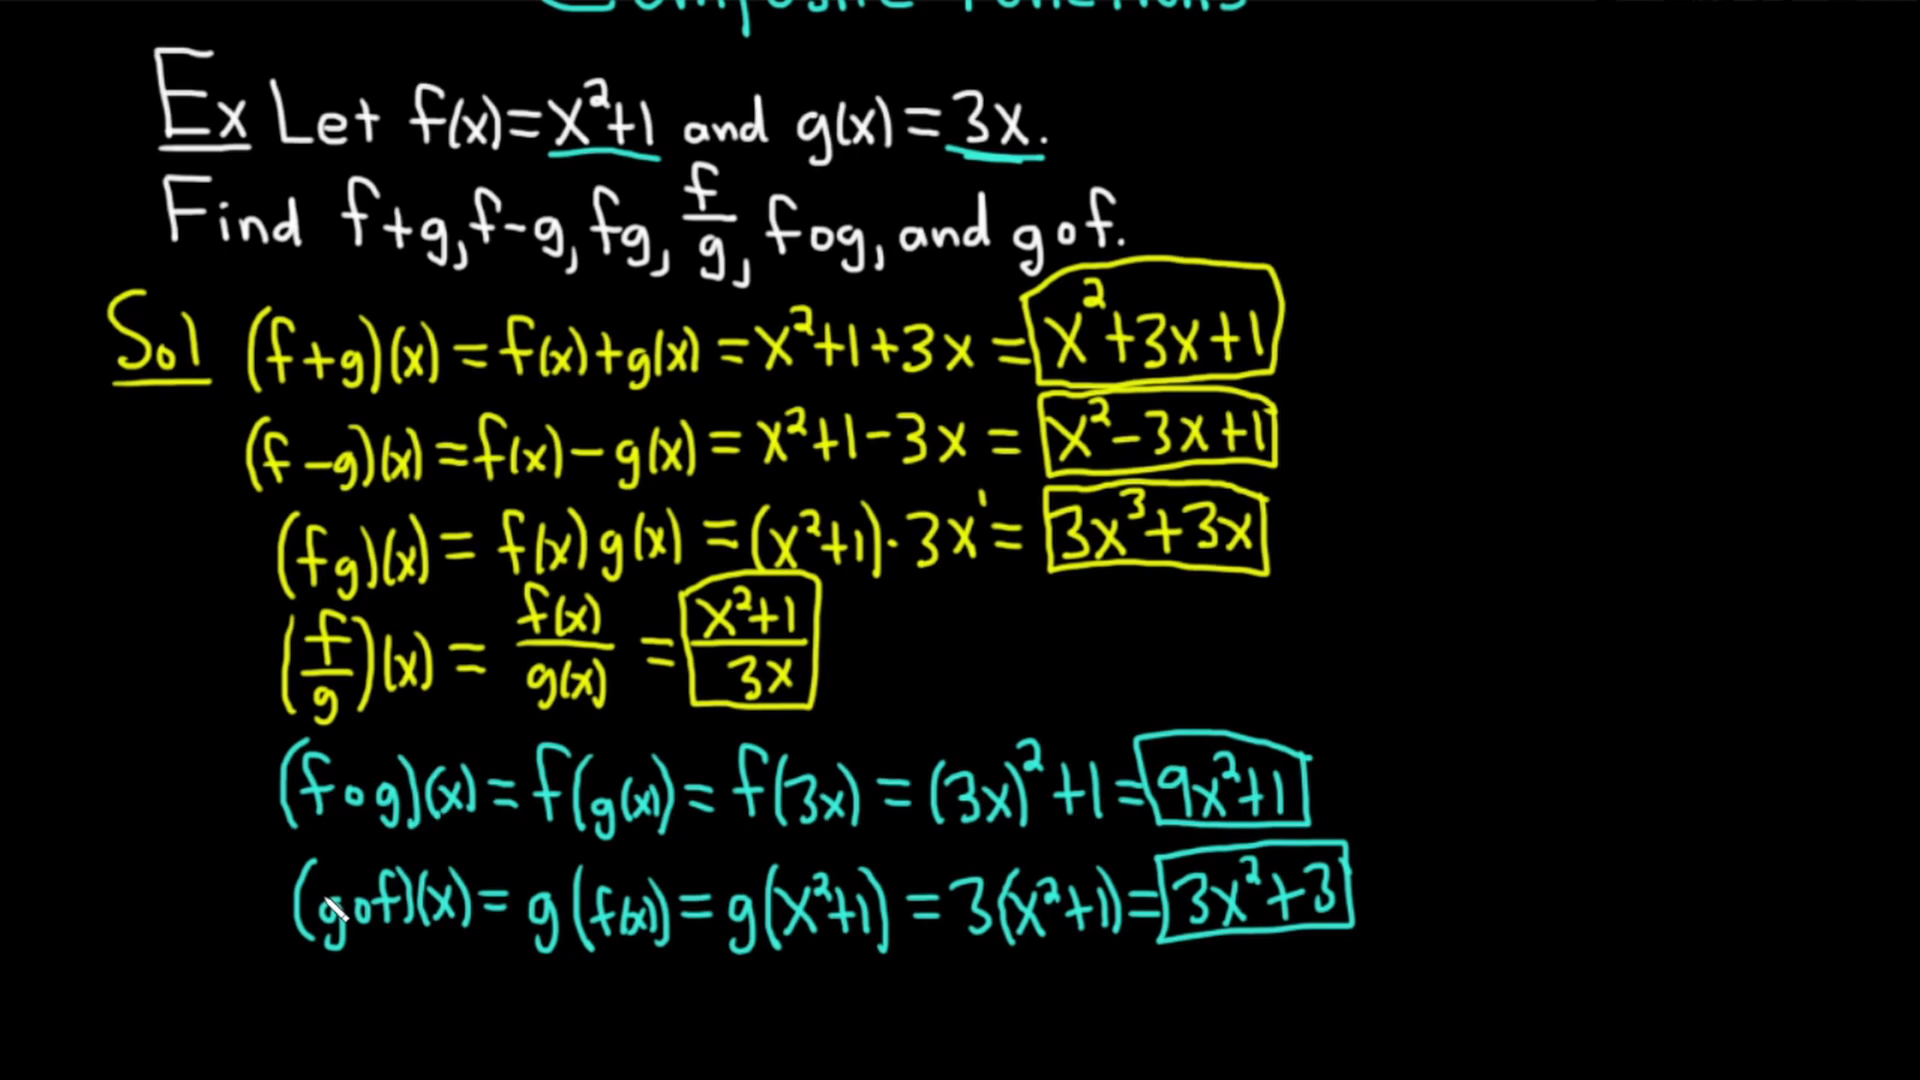 Composite Functions
Ex Let f(x)=x²+1 and g(x)=3x.
Find f+g, f-g, fg, f/g, f∘g, and g∘f.
Sol (f+g)(x) = f(x)+g(x) = x²+1+3x = x²+3x+1
(f-g)(x) = f(x)-g(x) = x²+1-3x = x²-3x+1
(fg)(x) = f(x)g(x) = (x²+1)·3x¹ = 3x³+3x
(f/g)(x) = f(x)/g(x) = (x²+1)/3x
(f∘g)(x) = f(g(x)) = f(3x) = (3x)²+1 = 9x²+1
(g∘f)(x) = g(f(x)) = g(x²+1) = 3(x²+1) = 3x²+3